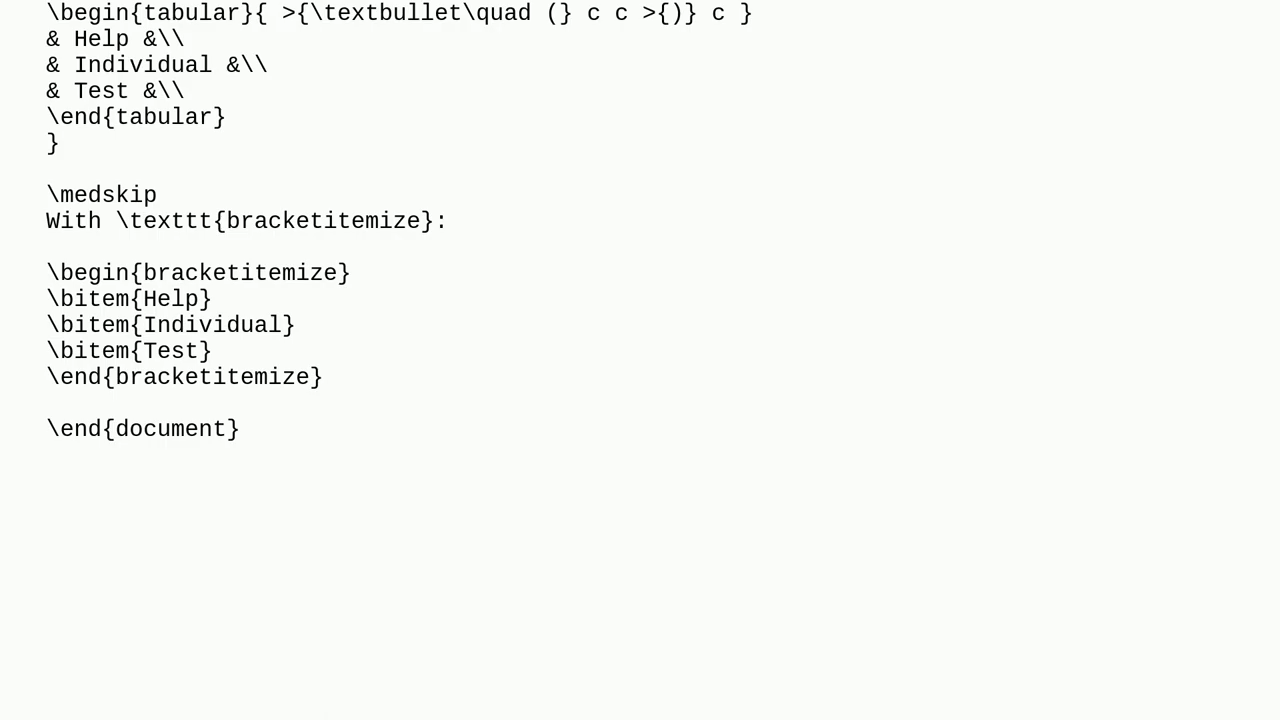 \begin{tabular}{ >{\textbullet\quad (} c c >{)} c }
& Help &\\
& Individual &\\
& Test &\\
\end{tabular}
}
\medskip
With \texttt{bracketitemize}:
\begin{bracketitemize}
\bitem{Help}
\bitem{Individual}
\bitem{Test}
\end{bracketitemize}
\end{document}